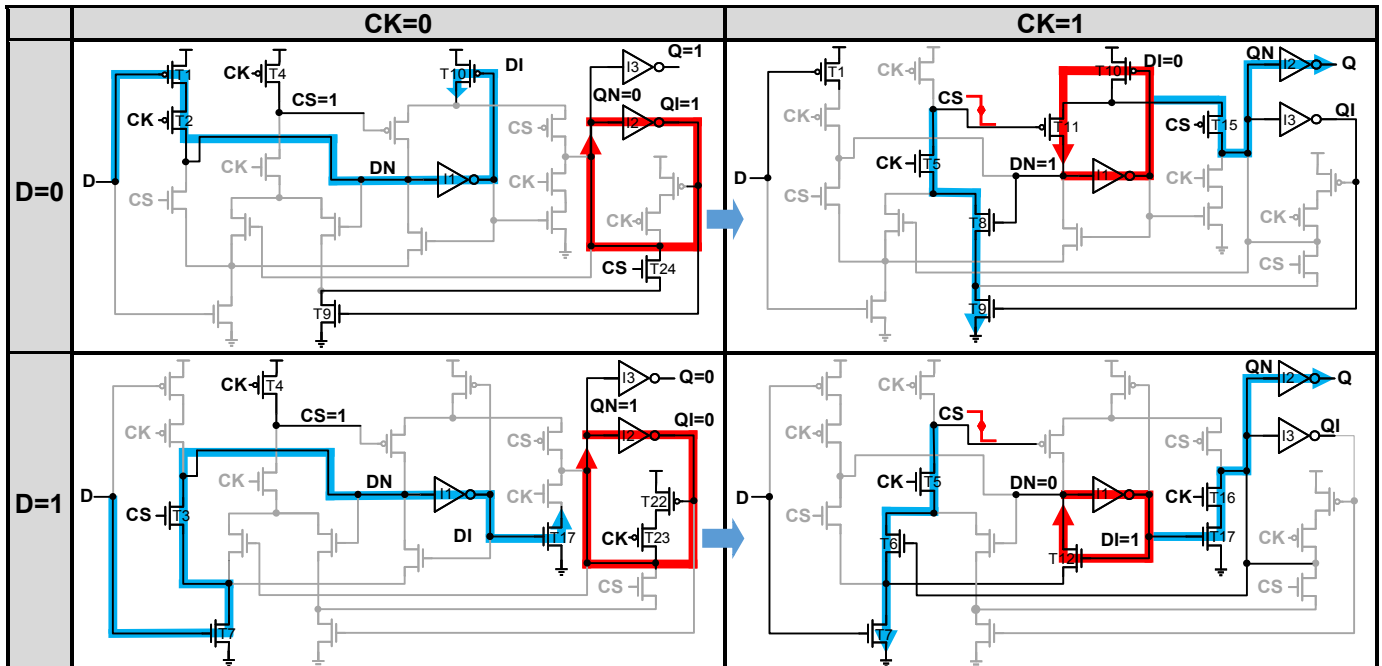 CK=0
CK=1
D=0
T1
CK
T4
T10
DI
I3
Q=1
CK
T2
CS=1
CS
QN=0
QI=1
I2
CK
DN
I1
CK
D
CS
CK
CS
T24
T9
T1
CK
T10
DI=0
QN
I2
Q
CS
T11
CS
T15
I3
QI
CK
T5
DN=1
I1
CK
D
CS
T8
CK
CS
T9
D=1
CK
T4
I3
Q=0
CK
CS=1
CS
QN=1
QI=0
I2
CK
DN
I1
CK
T22
D
CS
T3
DI
T17
CK
T23
CS
T7
CK
QN
I2
Q
CK
CS
CS
I3
QI
CK
T5
DN=0
I1
CK
T16
D
CS
T6
DI=1
T17
CK
T12
CS
T7